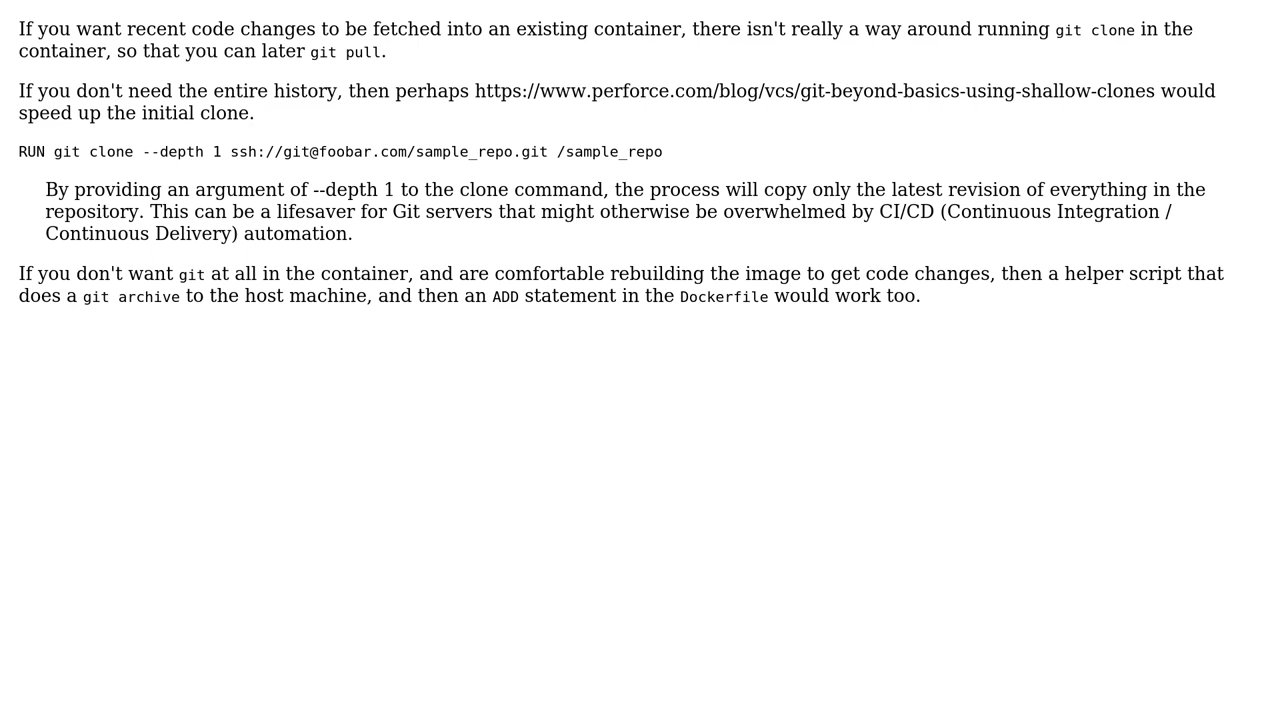 If you want recent code changes to be fetched into an existing container, there isn't really a way around running git clone in the
container, so that you can later git pull.
If you don't need the entire history, then perhaps https://www.perforce.com/blog/vcs/git-beyond-basics-using-shallow-clones would
speed up the initial clone.
RUN git clone --depth 1 ssh://git@foobar.com/sample_repo.git /sample_repo
By providing an argument of --depth 1 to the clone command, the process will copy only the latest revision of everything in the
repository. This can be a lifesaver for Git servers that might otherwise be overwhelmed by CI/CD (Continuous Integration /
Continuous Delivery) automation.
If you don't want git at all in the container, and are comfortable rebuilding the image to get code changes, then a helper script that
does a git archive to the host machine, and then an ADD statement in the Dockerfile would work too.